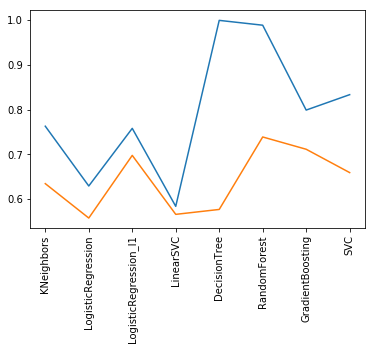 1.0
0.9
0.8
0.7
0.6
KNeighbors
LogisticRegression
LogisticRegression_l1
LinearSVC
DecisionTree
RandomForest
GradientBoosting
SVC